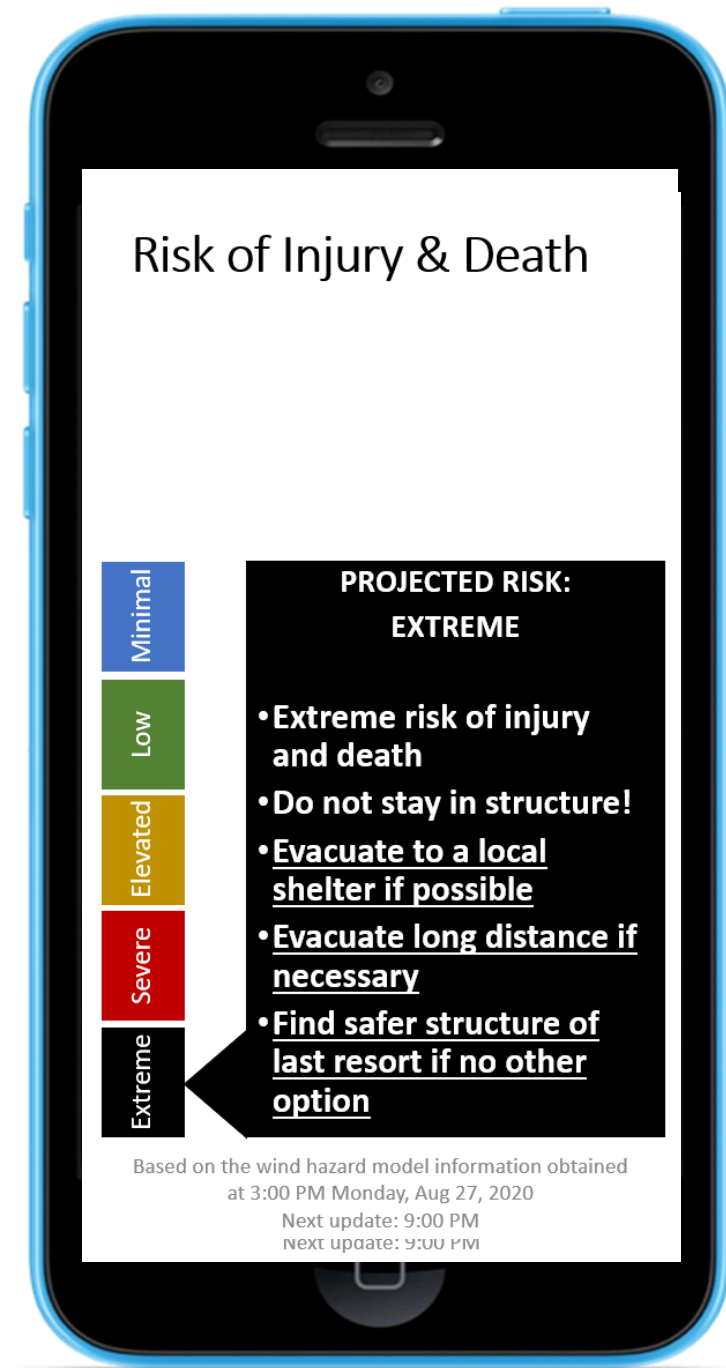 Risk of Injury & Death
Minimal
Low
Elevated
Severe
Extreme
PROJECTED RISK:
EXTREME
•Extreme risk of injury
and death
•Do not stay in structure!
•Evacuate to a local
shelter if possible
•Evacuate long distance if
necessary
•Find safer structure of
last resort if no other
option
Based on the wind hazard model information obtained
at 3:00 PM Monday, Aug 27, 2020
Next update: 9:00 PM
Next update: 9:00 PM